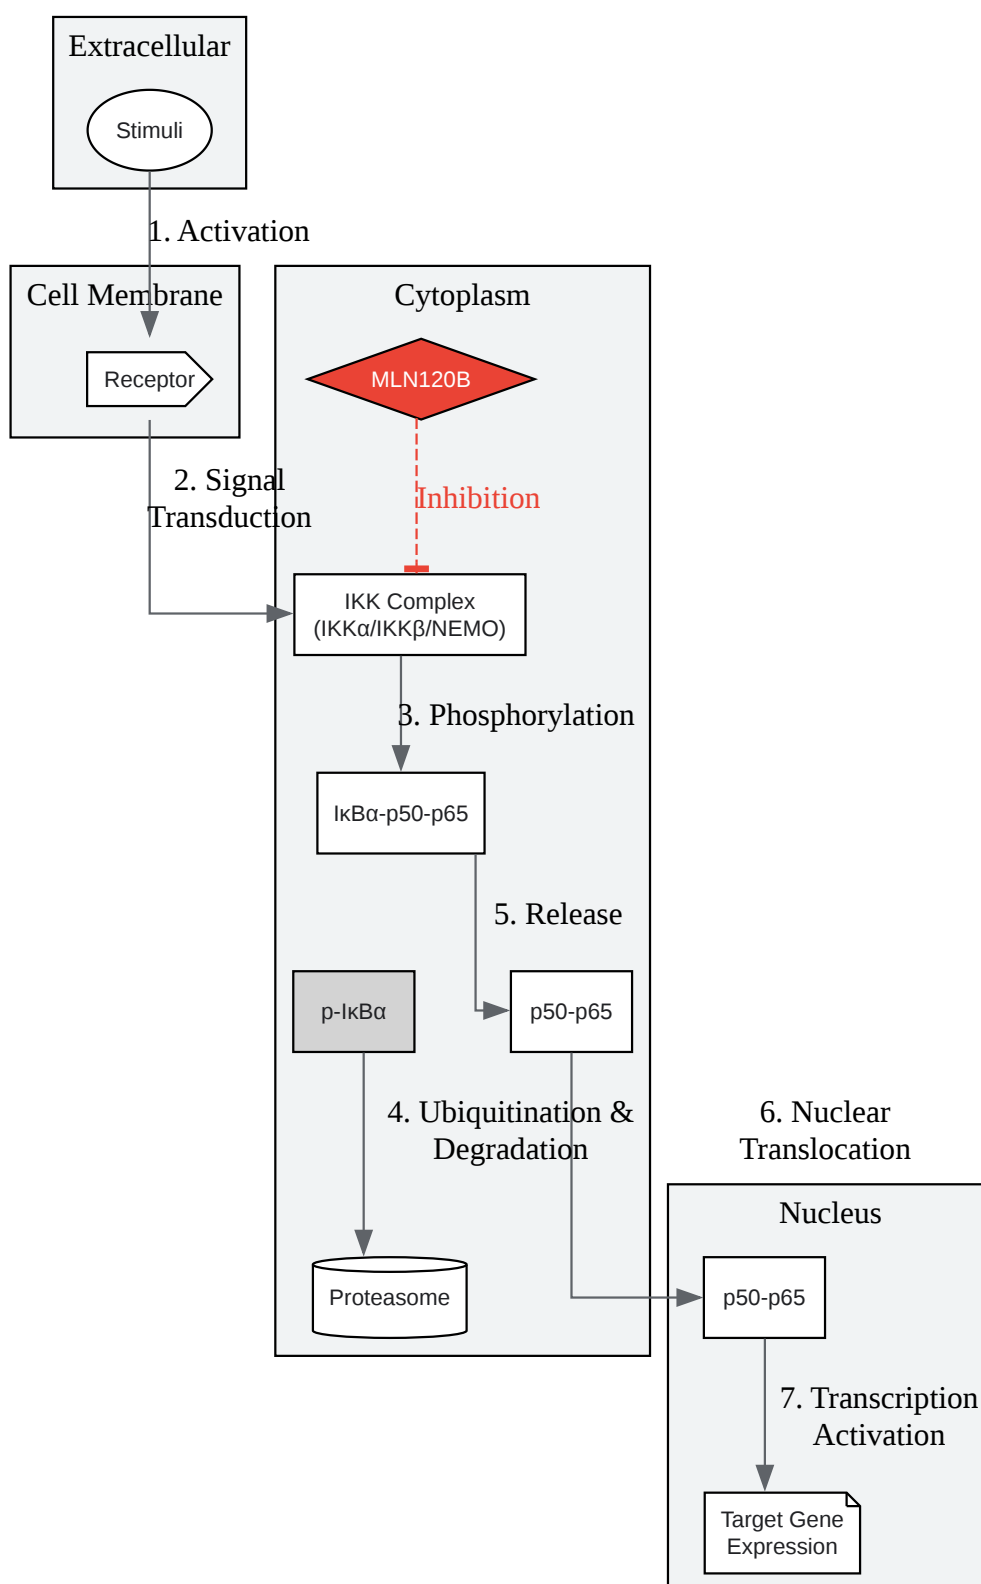 Extracellular
Stimuli
1. Activation
Cell Membrane
Receptor
2. Signal
Transduction
Cytoplasm
MLN120B
Inhibition
IKK Complex
(IKKα/IKKβ/NEMO)
3. Phosphorylation
IκBα-p50-p65
5. Release
p-IκBα
p50-p65
4. Ubiquitination &
Degradation
Proteasome
6. Nuclear
Translocation
Nucleus
p50-p65
7. Transcription
Activation
Target Gene
Expression